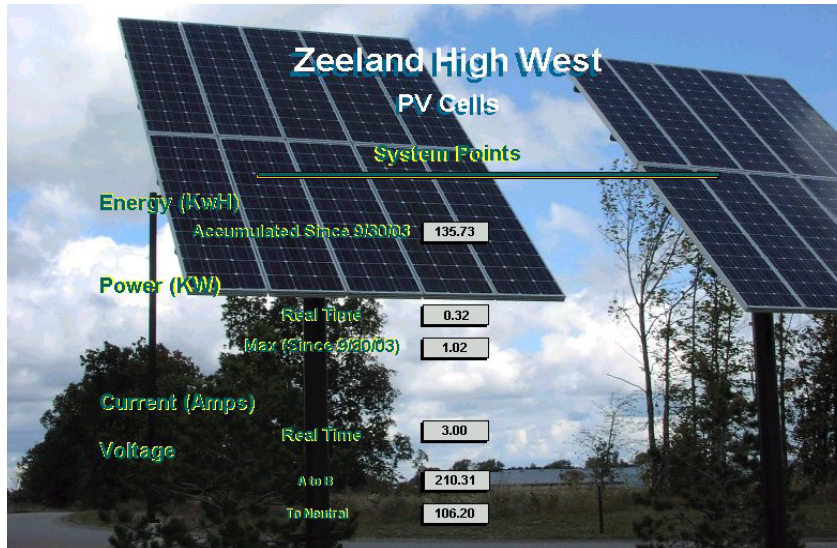 Zeeland High West
PV Cells
System Points
Energy (KwH)
Accumulated Since 9/30/03 135.73
Power (KW)
Real Time 0.32
Max (Since 9/30/03) 1.02
Current (Amps)
Real Time 3.00
Voltage
A to B 210.31
To Neutral 106.20